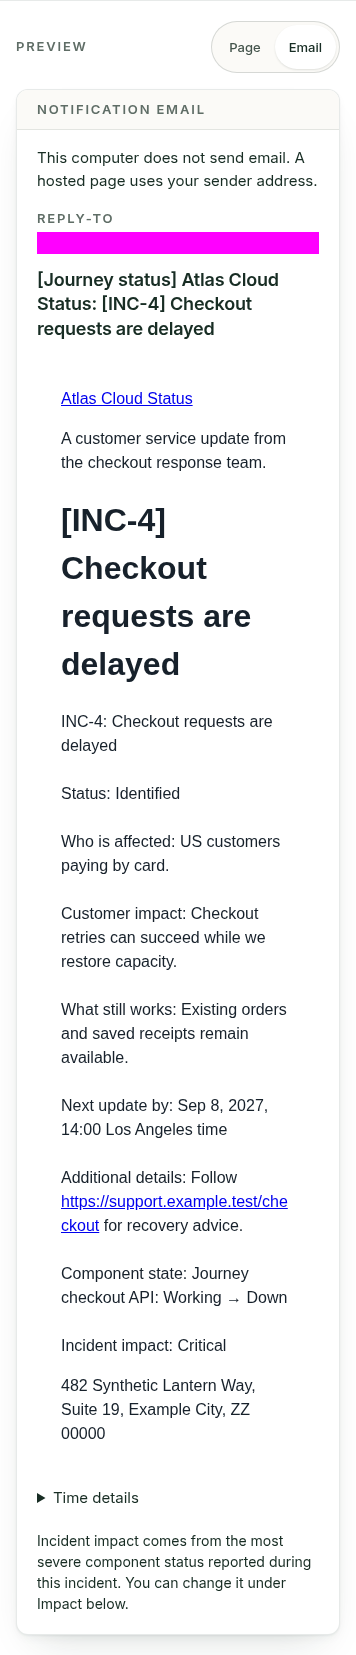 PREVIEW
Page
Email
NOTIFICATION EMAIL
This computer does not send email. A
hosted page uses your sender address.
REPLY-TO
[Journey status] Atlas Cloud
Status: [INC-4] Checkout
requests are delayed
Atlas Cloud Status
A customer service update from
the checkout response team.
[INC-4]
Checkout
requests are
delayed
INC-4: Checkout requests are
delayed
Status: Identified
Who is affected: US customers
paying by card.
Customer impact: Checkout
retries can succeed while we
restore capacity.
What still works: Existing orders
and saved receipts remain
available.
Next update by: Sep 8, 2027,
14:00 Los Angeles time
Additional details: Follow
https://support.example.test/che
ckout for recovery advice.
Component state: Journey
checkout API: Working → Down
Incident impact: Critical
482 Synthetic Lantern Way,
Suite 19, Example City, ZZ
00000
Time details
Incident impact comes from the most
severe component status reported during
this incident. You can change it under
Impact below.